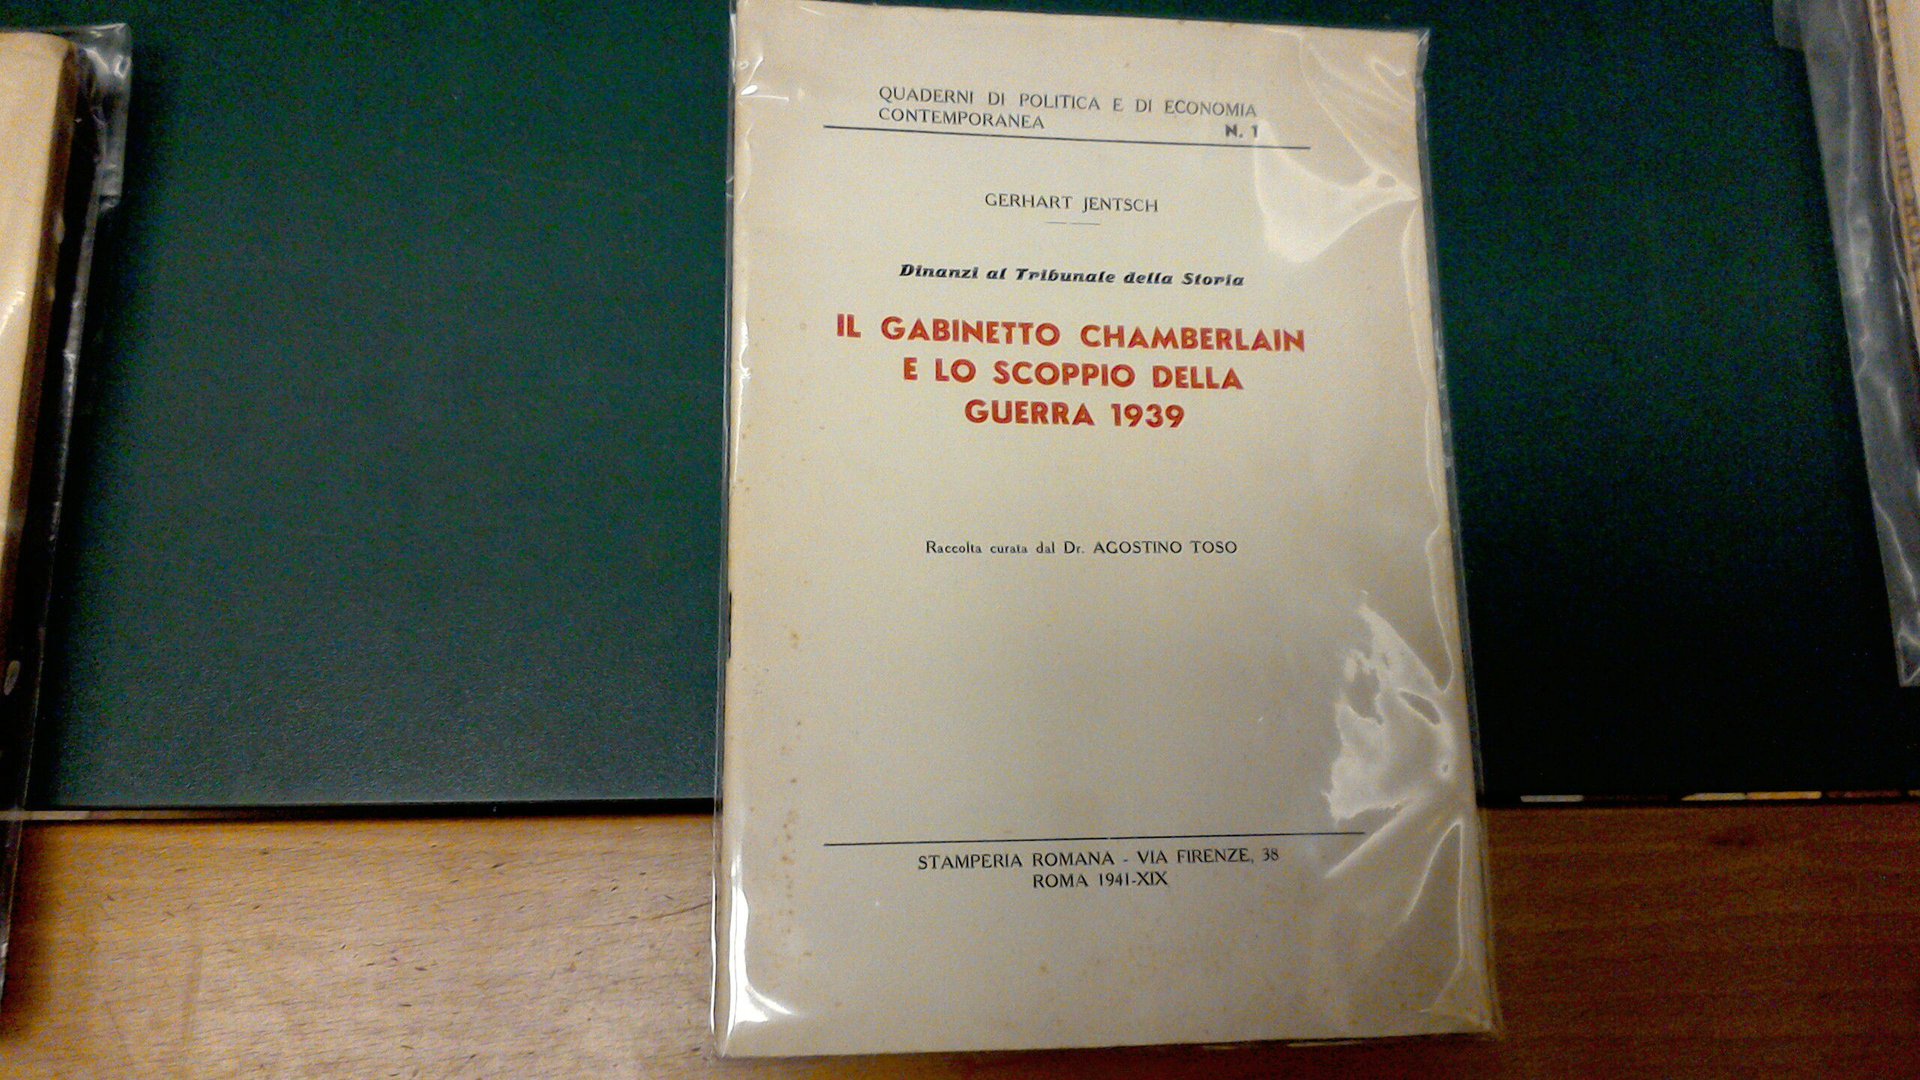 QUADERNI DI POLITICA E DI ECONOMIA
CONTEMPORANEA N. 1
GERHART JENTSCH
Dinanzi al Tribunale della Storia
IL GABINETTO CHAMBERLAIN
E LO SCOPPIO DELLA
GUERRA 1939
Raccolta curata dal Dr. AGOSTINO TOSO
STAMPERIA ROMANA - VIA FIRENZE, 38
ROMA 1941-XIX